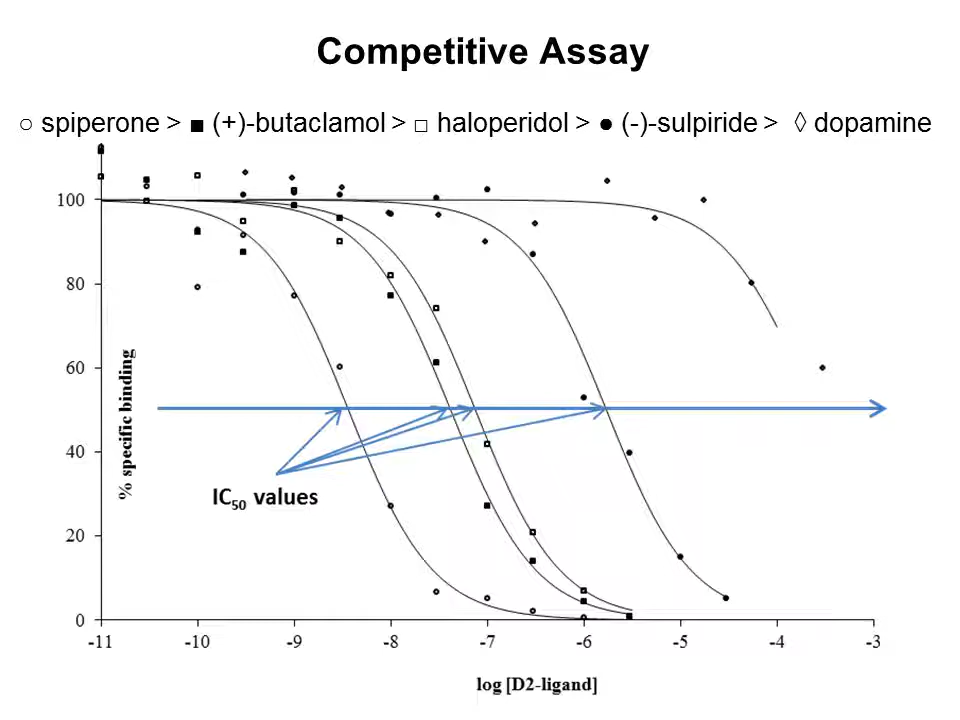 Competitive Assay
○ spiperone > ■ (+)-butaclamol > □ haloperidol > ● (-)-sulpiride > ◊ dopamine
100
80
60
40
20
0
% specific binding
IC50 values
-11 -10 -9 -8 -7 -6 -5 -4 -3
log [D2-ligand]